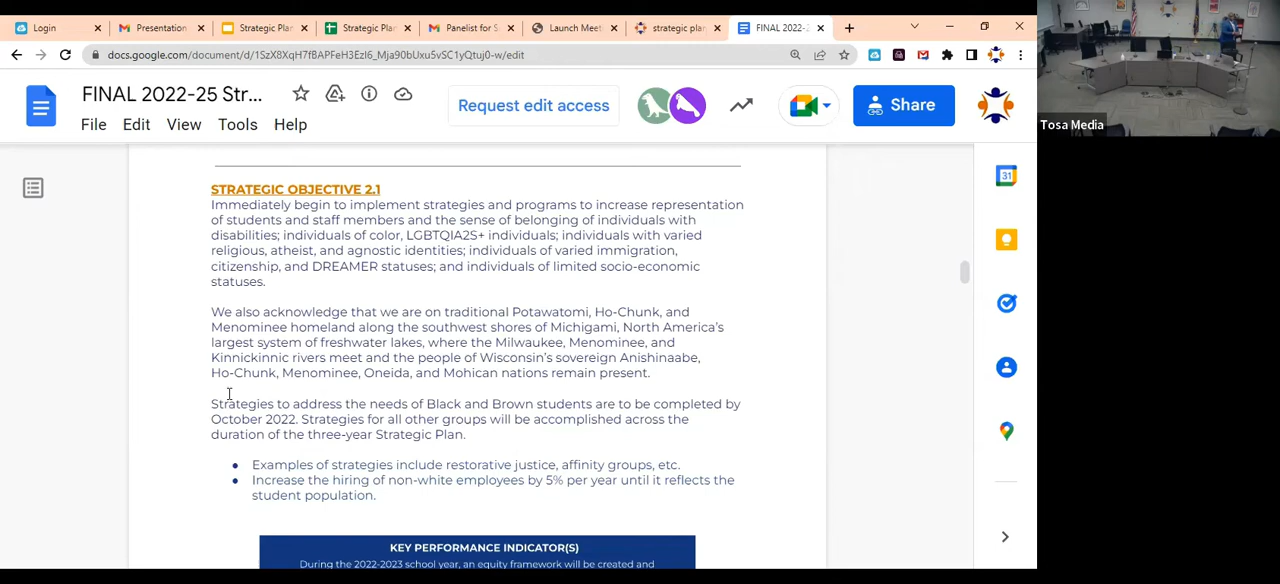 Login
Presentation
Strategic Pla
Strategic Pla
Panelist for S
Launch Meet
strategic plan
FINAL 2022-2
docs.google.com/document/d/1SzX8XqH7fBAPFeH3EzI6_Mja90bUxu5vSC1yQtuj0-w/edit
FINAL 2022-25 Str...
Request edit access
Share
File Edit View Tools Help
Tosa Media
31
STRATEGIC OBJECTIVE 2.1
Immediately begin to implement strategies and programs to increase representation
of students and staff members and the sense of belonging of individuals with
disabilities; individuals of color, LGBTQIA2S+ individuals; individuals with varied
religious, atheist, and agnostic identities; individuals of varied immigration,
citizenship, and DREAMER statuses; and individuals of limited socio-economic
statuses.
We also acknowledge that we are on traditional Potawatomi, Ho-Chunk, and
Menominee homeland along the southwest shores of Michigami, North America's
largest system of freshwater lakes, where the Milwaukee, Menominee, and
Kinnickinnic rivers meet and the people of Wisconsin's sovereign Anishinaabe,
Ho-Chunk, Menominee, Oneida, and Mohican nations remain present.
Strategies to address the needs of Black and Brown students are to be completed by
October 2022. Strategies for all other groups will be accomplished across the
duration of the three-year Strategic Plan.
● Examples of strategies include restorative justice, affinity groups, etc.
● Increase the hiring of non-white employees by 5% per year until it reflects the
student population.
KEY PERFORMANCE INDICATOR(S)
During the 2022-2023 school year, an equity framework will be created and